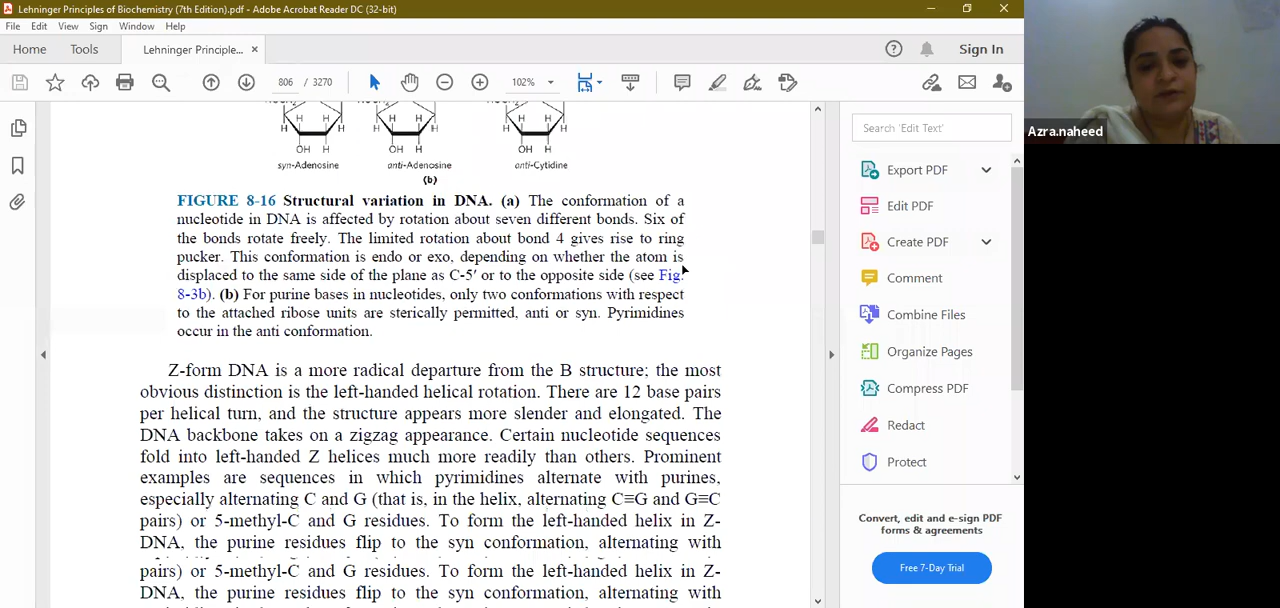 Lehninger Principles of Biochemistry (7th Edition).pdf - Adobe Acrobat Reader DC (32-bit)
File Edit View Sign Window Help
Home Tools Lehninger Principle... × Sign In
806 / 3270 102%
H H H H H H
H H H H H H
OH H OH H OH H
syn-Adenosine anti-Adenosine anti-Cytidine
(b)
FIGURE 8-16 Structural variation in DNA. (a) The conformation of a
nucleotide in DNA is affected by rotation about seven different bonds. Six of
the bonds rotate freely. The limited rotation about bond 4 gives rise to ring
pucker. This conformation is endo or exo, depending on whether the atom is
displaced to the same side of the plane as C-5′ or to the opposite side (see Fig.
8-3b). (b) For purine bases in nucleotides, only two conformations with respect
to the attached ribose units are sterically permitted, anti or syn. Pyrimidines
occur in the anti conformation.
Z-form DNA is a more radical departure from the B structure; the most
obvious distinction is the left-handed helical rotation. There are 12 base pairs
per helical turn, and the structure appears more slender and elongated. The
DNA backbone takes on a zigzag appearance. Certain nucleotide sequences
fold into left-handed Z helices much more readily than others. Prominent
examples are sequences in which pyrimidines alternate with purines,
especially alternating C and G (that is, in the helix, alternating C≡G and G≡C
pairs) or 5-methyl-C and G residues. To form the left-handed helix in Z-
DNA, the purine residues flip to the syn conformation, alternating with
pairs) or 5-methyl-C and G residues. To form the left-handed helix in Z-
DNA, the purine residues flip to the syn conformation, alternating with
Search 'Edit Text'
Export PDF
Edit PDF
Create PDF
Comment
Combine Files
Organize Pages
Compress PDF
Redact
Protect
Convert, edit and e-sign PDF
forms & agreements
Free 7-Day Trial
Azra.naheed